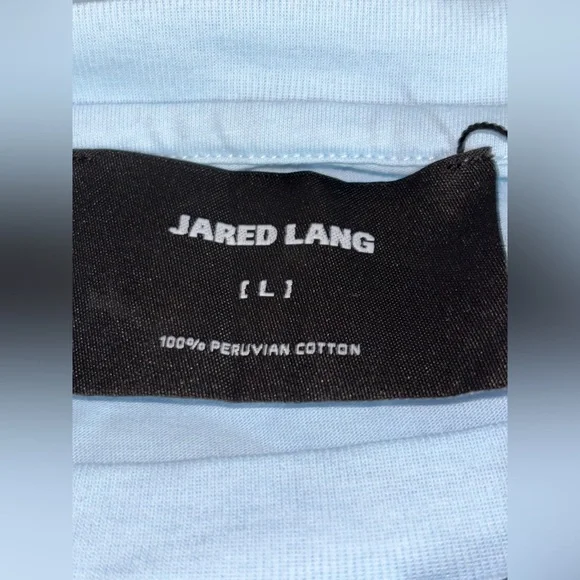 JARED LANG
[ L ]
100% PERUVIAN COTTON